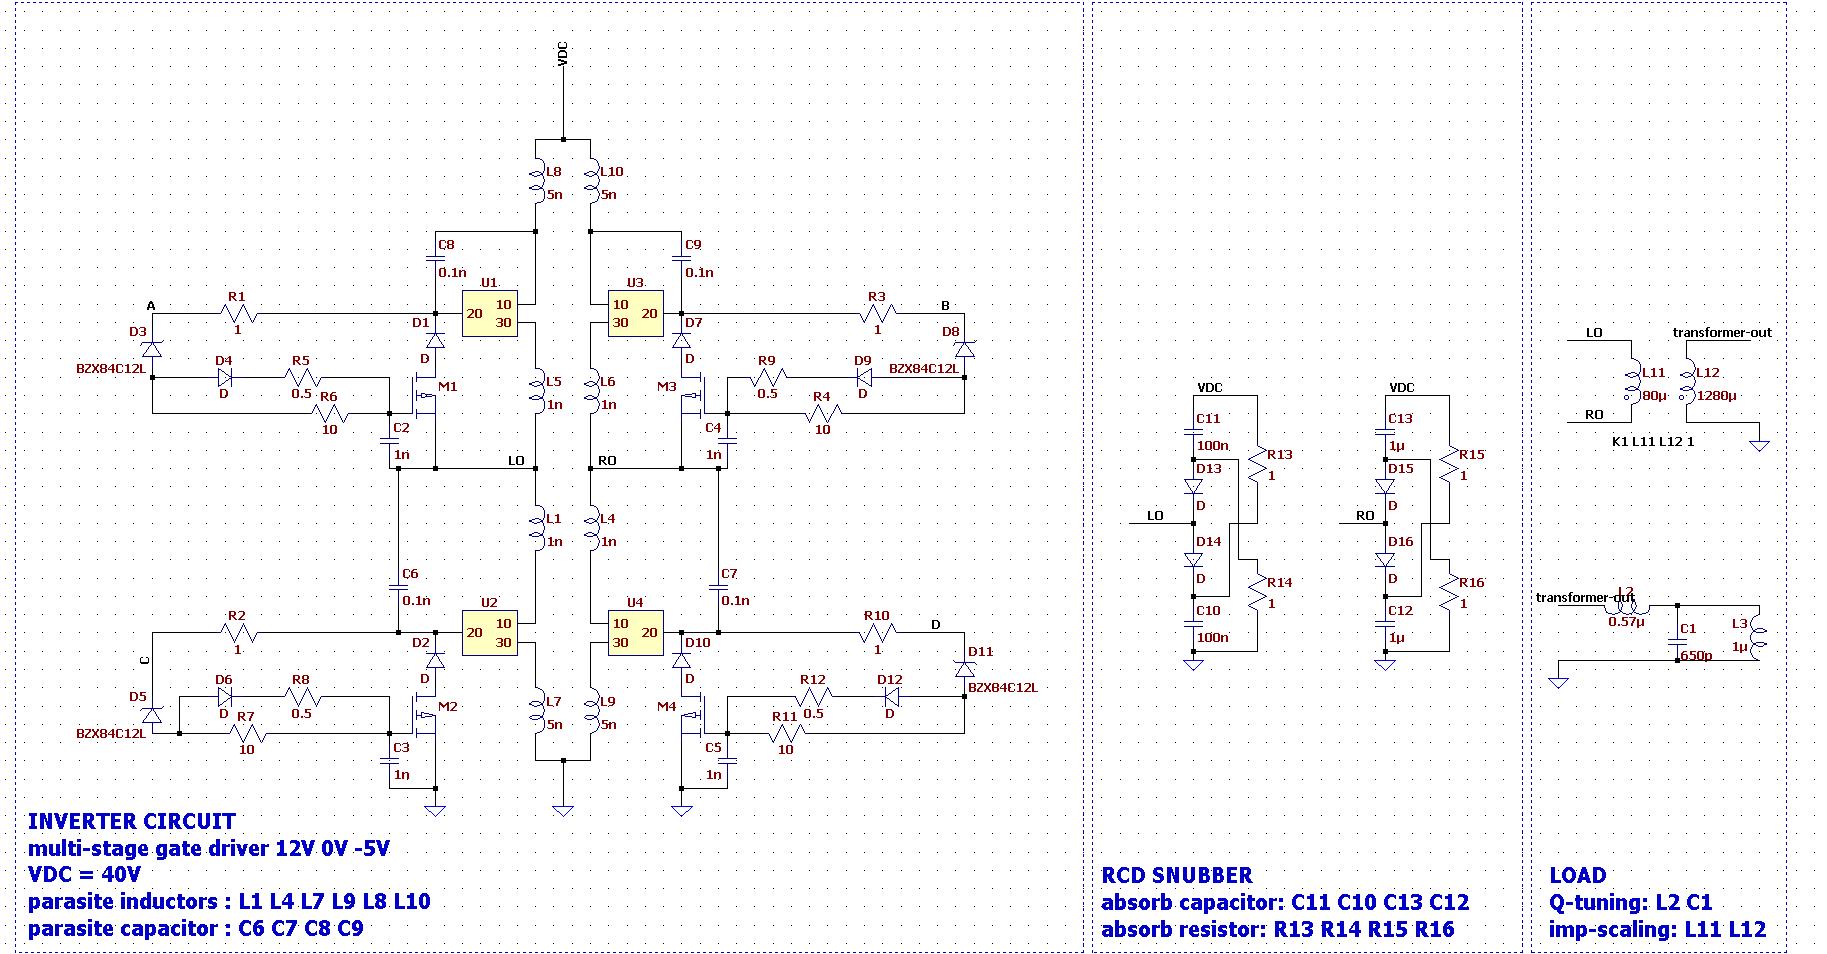 VDC
L8
5n
L10
5n
C8
0.1n
C9
0.1n
U1
10
20
30
U3
10
20
30
A
R1
1
D1
D
D3
BZX84C12L
D4
D
R5
0.5
R6
10
M1
C2
1n
L5
1n
L6
1n
D7
D
R3
1
B
D8
BZX84C12L
R9
0.5
D9
D
M3
R4
10
C4
1n
LO
RO
L1
1n
L4
1n
C6
0.1n
C7
0.1n
U2
10
20
30
U4
10
20
30
R2
1
C
D2
D
D5
BZX84C12L
D6
D
R8
0.5
R7
10
M2
C3
1n
L7
5n
L9
5n
D10
D
R10
1
D
D11
BZX84C12L
R12
0.5
D12
D
M4
R11
10
C5
1n
INVERTER CIRCUIT
multi-stage gate driver 12V 0V -5V
VDC = 40V
parasite inductors : L1 L4 L7 L9 L8 L10
parasite capacitor : C6 C7 C8 C9
VDC
C11
100n
D13
D
R13
1
LO
D14
D
R14
1
C10
100n
VDC
C13
1µ
D15
D
R15
1
RO
D16
D
R16
1
C12
1µ
RCD SNUBBER
absorb capacitor: C11 C10 C13 C12
absorb resistor: R13 R14 R15 R16
LO
transformer-out
L11
80µ
L12
1280µ
RO
K1 L11 L12 1
transformer-out
L2
0.57µ
C1
650p
L3
1µ
LOAD
Q-tuning: L2 C1
imp-scaling: L11 L12